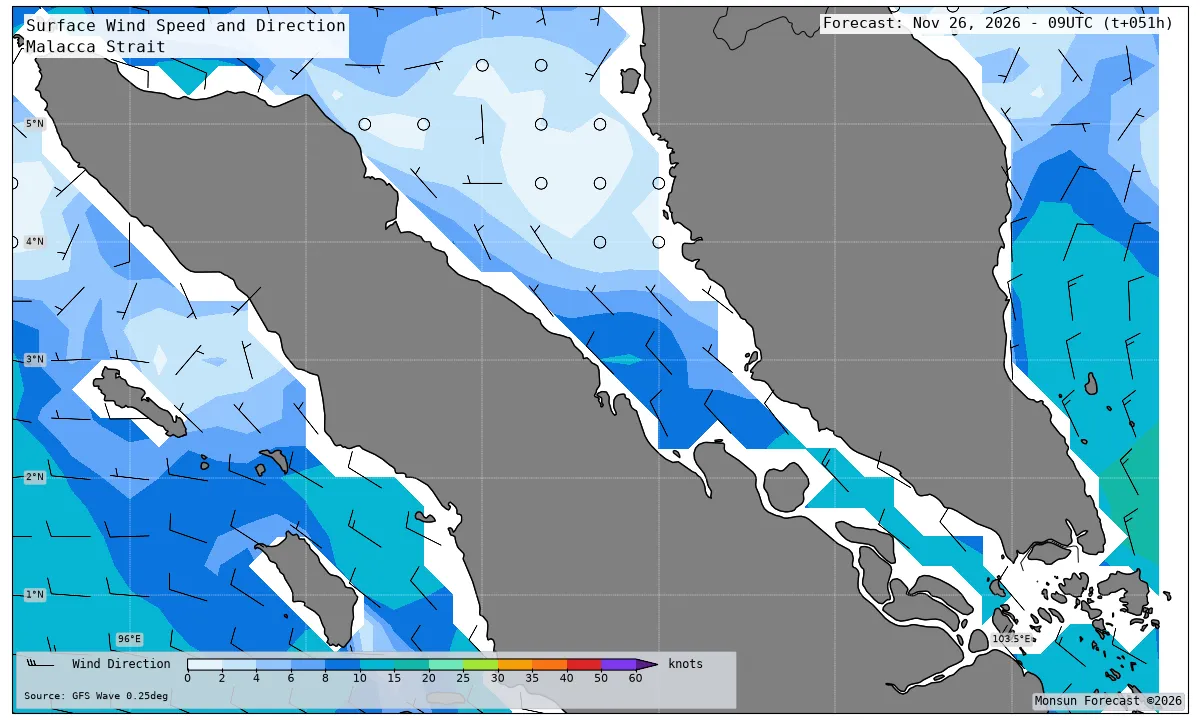 Surface Wind Speed and Direction
Malacca Strait
Forecast: Nov 26, 2026 - 09UTC (t+051h)
5°N
4°N
3°N
2°N
1°N
96°E
103.5°E
Wind Direction
0 2 4 6 8 10 15 20 25 30 35 40 50 60
knots
Source: GFS Wave 0.25deg
Monsun Forecast ©2026